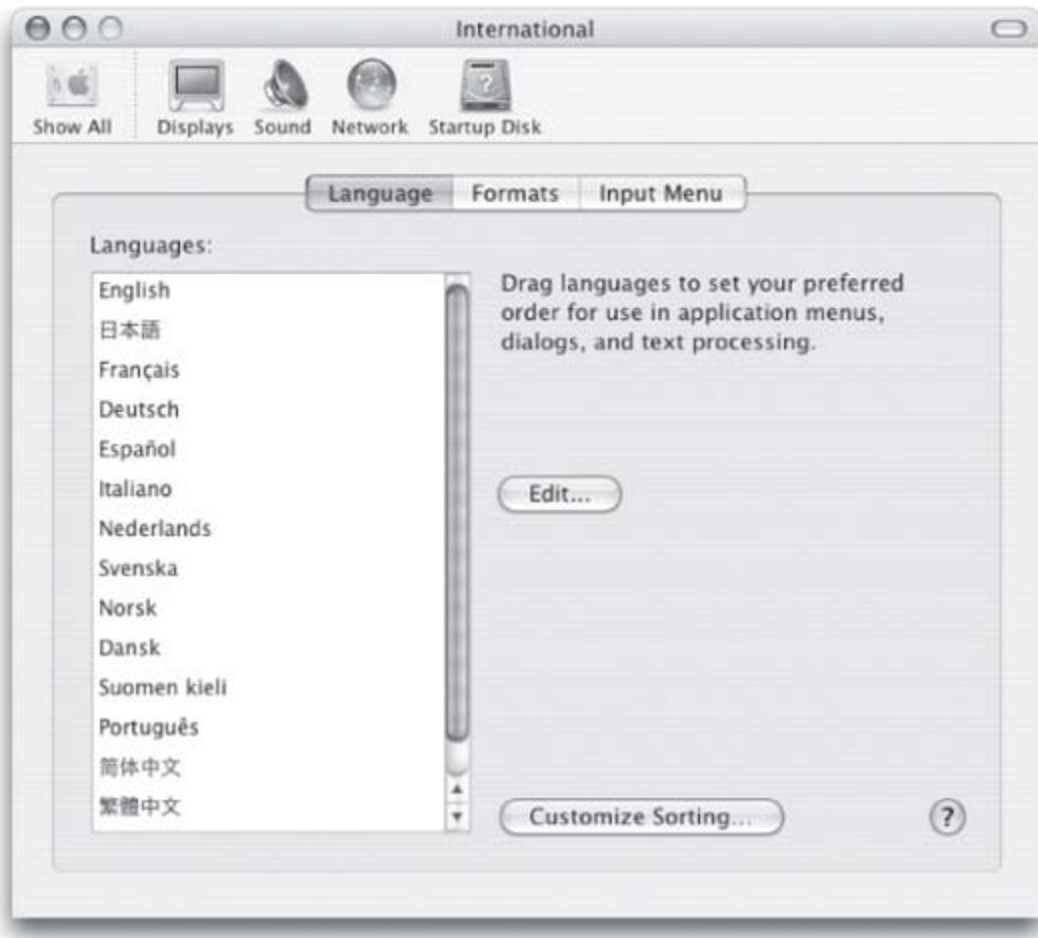 International
Show All
Displays
Sound
Network
Startup Disk
Language
Formats
Input Menu
Languages:
English
日本語
Français
Deutsch
Español
Italiano
Nederlands
Svenska
Norsk
Dansk
Suomen kieli
Português
简体中文
繁體中文
Drag languages to set your preferred
order for use in application menus,
dialogs, and text processing.
Edit...
Customize Sorting...
?